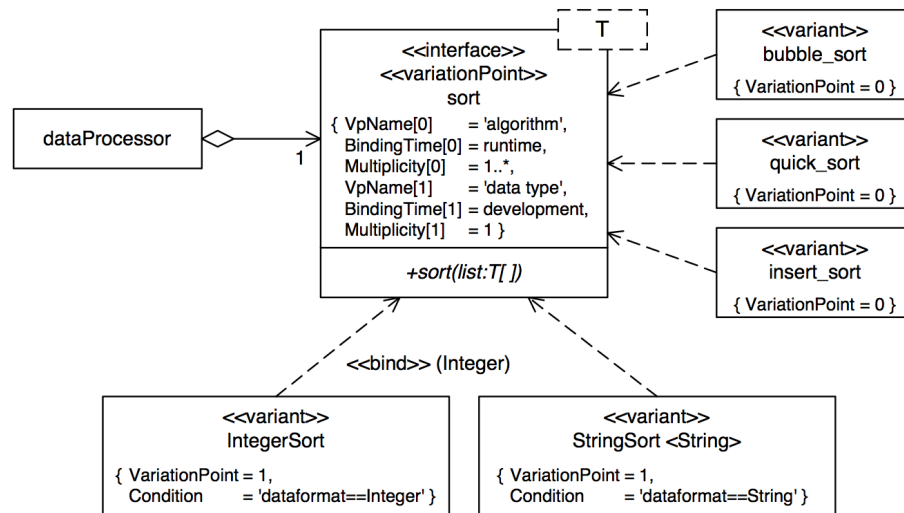 T
<<interface>>
<<variationPoint>>
sort
{ VpName[0] = 'algorithm',
BindingTime[0] = runtime,
Multiplicity[0] = 1..*,
VpName[1] = 'data type',
BindingTime[1] = development,
Multiplicity[1] = 1 }
+sort(list:T[ ])
dataProcessor
1
<<variant>>
bubble_sort
{ VariationPoint = 0 }
<<variant>>
quick_sort
{ VariationPoint = 0 }
<<variant>>
insert_sort
{ VariationPoint = 0 }
<<bind>> (Integer)
<<variant>>
IntegerSort
{ VariationPoint = 1,
Condition = 'dataformat==Integer' }
<<variant>>
StringSort <String>
{ VariationPoint = 1,
Condition = 'dataformat==String' }